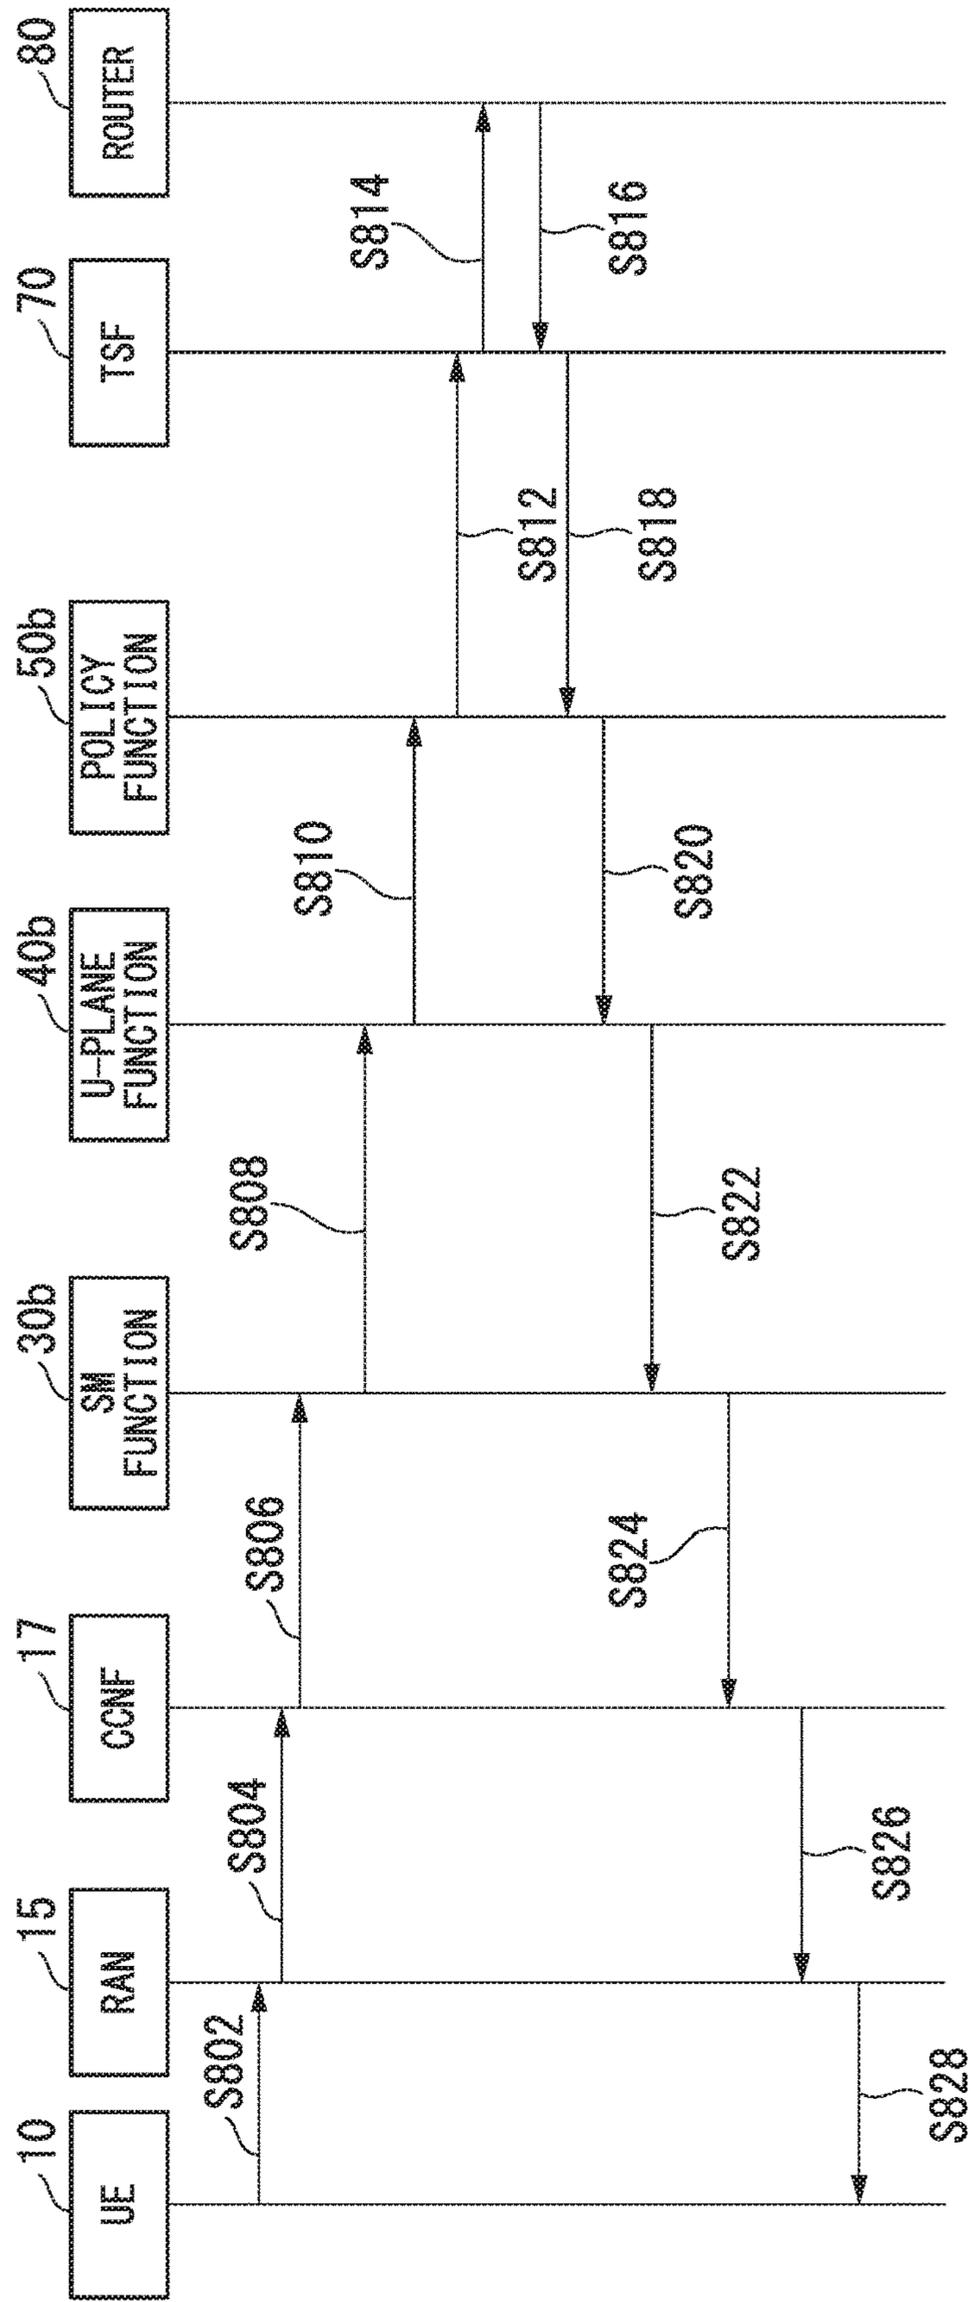 10
UE
15
RAN
17
CCNF
30b
SM
FUNCTION
40b
U-PLANE
FUNCTION
50b
POLICY
FUNCTION
70
TSF
80
ROUTER
S802
S804
S806
S808
S810
S812
S814
S816
S818
S820
S822
S824
S826
S828